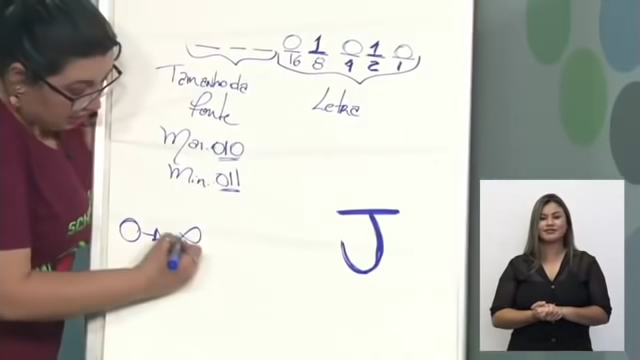 _ _ _ 0 1 0 1 0
16 8 4 2 1
Tamanho da
fonte
Letra
Mai. 010
Min. 011
J